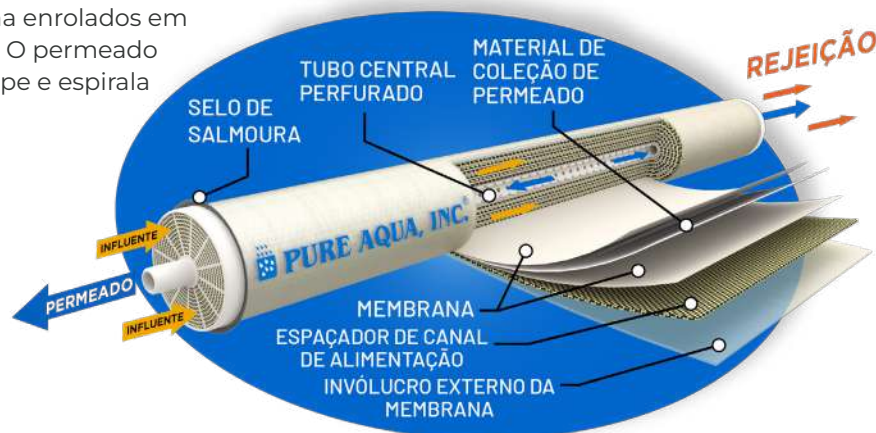 na enrolados em
O permeado
pe e espirala
SELO DE
SALMOURA
TUBO CENTRAL
PERFURADO
MATERIAL DE
COLEÇÃO DE
PERMEADO
REJEIÇÃO
INFLUENTE
PERMEADO
INFLUENTE
PURE AQUA, INC.®
MEMBRANA
ESPAÇADOR DE CANAL
DE ALIMENTAÇÃO
INVÓLUCRO EXTERNO DA
MEMBRANA